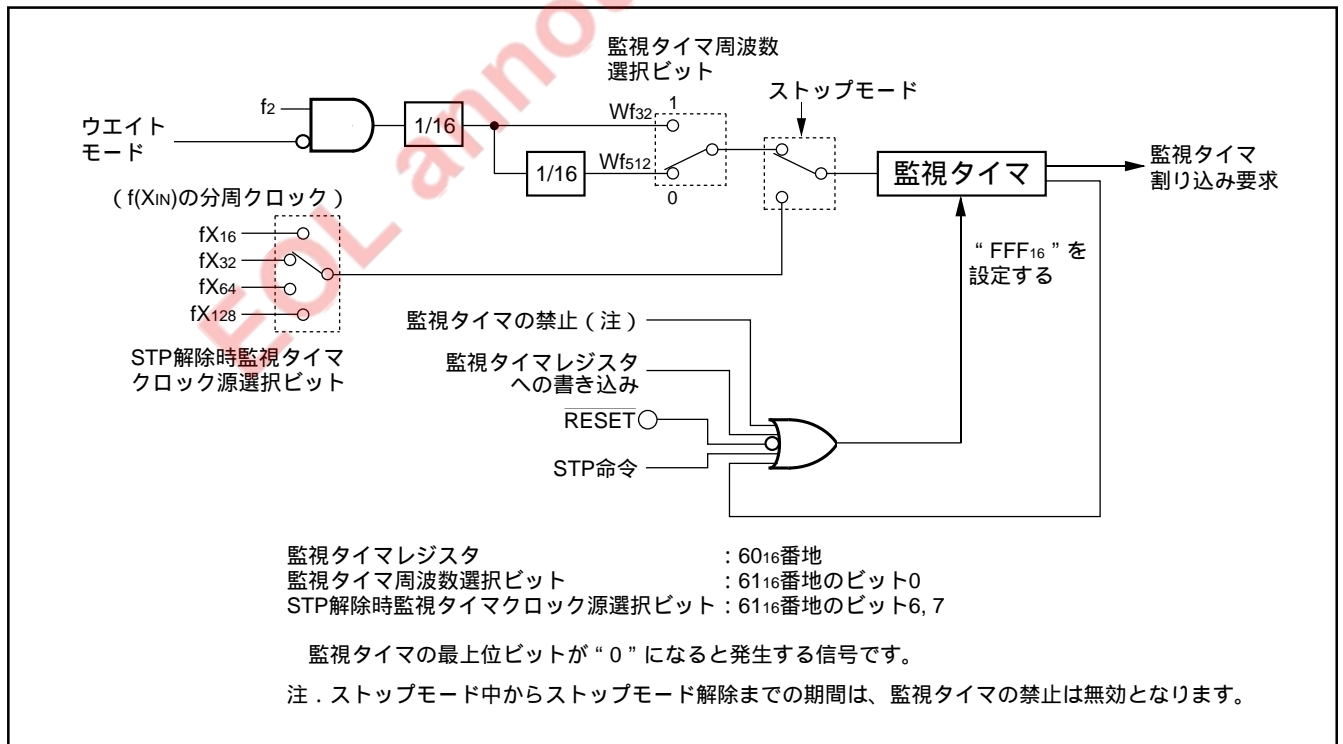 監視タイマ周波数
選択ビット
ストップモード
f2
ウエイト
モード
1/16
Wf32
1
1/16
Wf512
0
監視タイマ
監視タイマ
割り込み要求
( f(XIN)の分周クロック )
fX16
fX32
fX64
fX128
“ FFF16 ” を
設定する
STP解除時監視タイマ
クロック源選択ビット
監視タイマの禁止 ( 注 )
監視タイマレジスタ
への書き込み
RESET
STP命令
監視タイマレジスタ : 6016番地
監視タイマ周波数選択ビット : 6116番地のビット0
STP解除時監視タイマクロック源選択ビット : 6116番地のビット6, 7
監視タイマの最上位ビットが “ 0 ” になると発生する信号です。
注 . ストップモード中からストップモード解除までの期間は、監視タイマの禁止は無効となります。
EOL anno